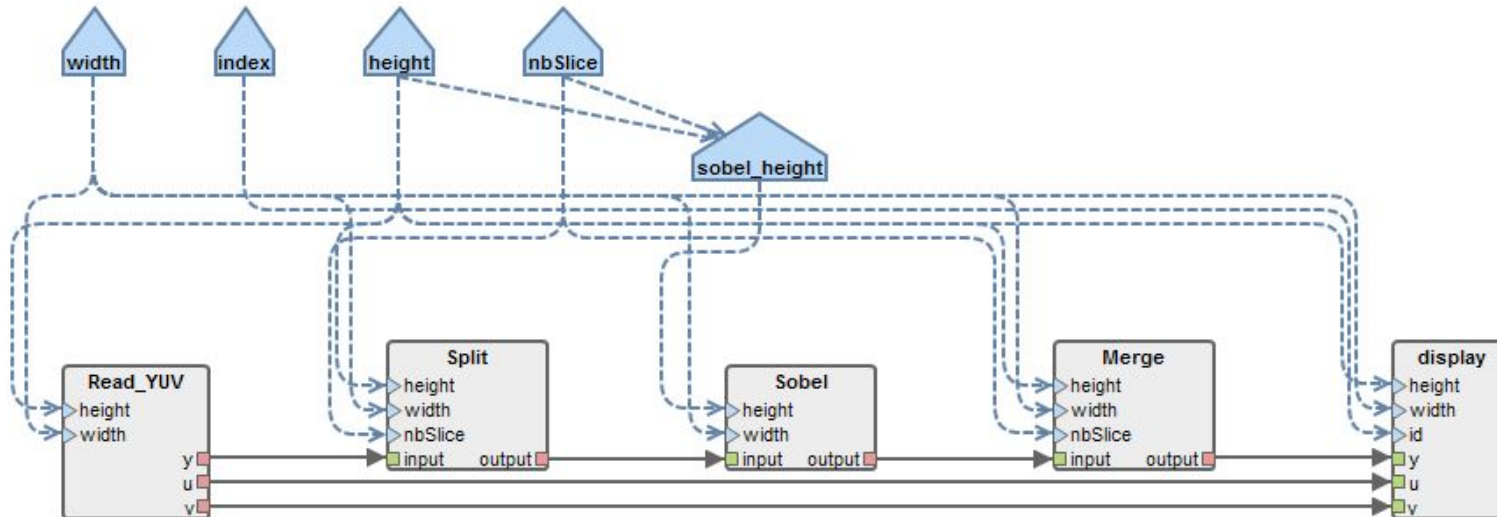 width
index
height
nbSlice
sobel_height
Read_YUV
height
width
y
u
v
Split
height
width
nbSlice
input output
Sobel
height
width
input output
Merge
height
width
nbSlice
input output
display
height
width
id
y
u
v